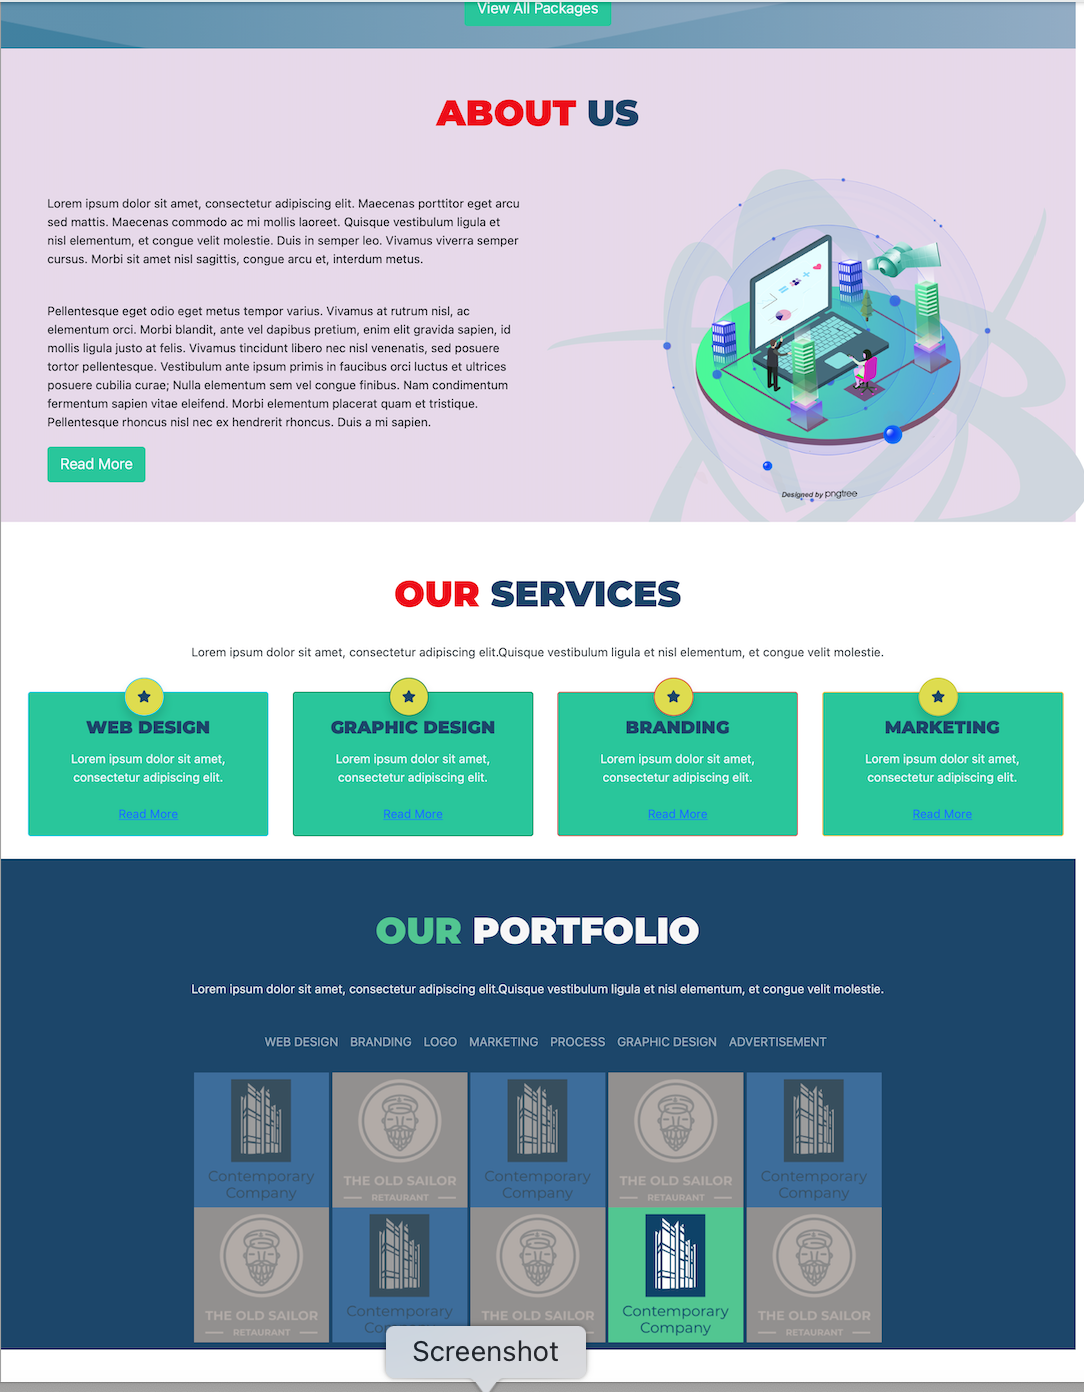 View All Packages
ABOUT US
Lorem ipsum dolor sit amet, consectetur adipiscing elit. Maecenas porttitor eget arcu
sed mattis. Maecenas commodo ac mi mollis laoreet. Quisque vestibulum ligula et
nisl elementum, et congue velit molestie. Duis in semper leo. Vivamus viverra semper
cursus. Morbi sit amet nisl sagittis, congue arcu et, interdum metus.
Pellentesque eget odio eget metus tempor varius. Vivamus at rutrum nisl, ac
elementum orci. Morbi blandit, ante vel dapibus pretium, enim elit gravida sapien, id
mollis ligula justo at felis. Vivamus tincidunt libero nec nisl venenatis, sed posuere
tortor pellentesque. Vestibulum ante ipsum primis in faucibus orci luctus et ultrices
posuere cubilia curae; Nulla elementum sem vel congue finibus. Nam condimentum
fermentum sapien vitae eleifend. Morbi elementum placerat quam et tristique.
Pellentesque rhoncus nisl nec ex hendrerit rhoncus. Duis a mi sapien.
Read More
Designed by pngtree
OUR SERVICES
Lorem ipsum dolor sit amet, consectetur adipiscing elit.Quisque vestibulum ligula et nisl elementum, et congue velit molestie.
WEB DESIGN
Lorem ipsum dolor sit amet,
consectetur adipiscing elit.
Read More
GRAPHIC DESIGN
Lorem ipsum dolor sit amet,
consectetur adipiscing elit.
Read More
BRANDING
Lorem ipsum dolor sit amet,
consectetur adipiscing elit.
Read More
MARKETING
Lorem ipsum dolor sit amet,
consectetur adipiscing elit.
Read More
OUR PORTFOLIO
Lorem ipsum dolor sit amet, consectetur adipiscing elit.Quisque vestibulum ligula et nisl elementum, et congue velit molestie.
WEB DESIGN BRANDING LOGO MARKETING PROCESS GRAPHIC DESIGN ADVERTISEMENT
Contemporary
Company
THE OLD SAILOR
RETAURANT
Contemporary
Company
THE OLD SAILOR
RETAURANT
Contemporary
Company
THE OLD SAILOR
RETAURANT
Contemporary
THE OLD SAILOR
RETAURANT
Contemporary
Company
THE OLD SAILOR
RETAURANT
Screenshot